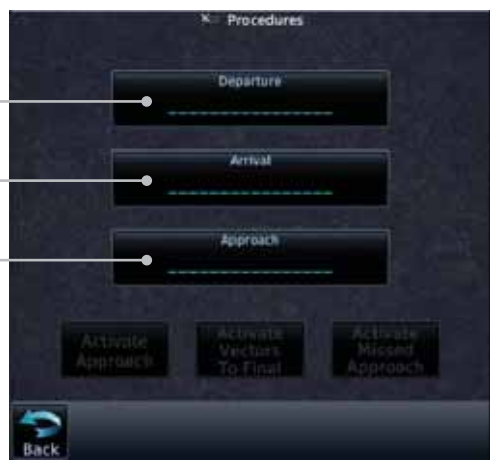 Procedures
Departure
Arrival
Approach
Activate
Approach
Activate
Vectors
To Final
Activate
Missed
Approach
Back